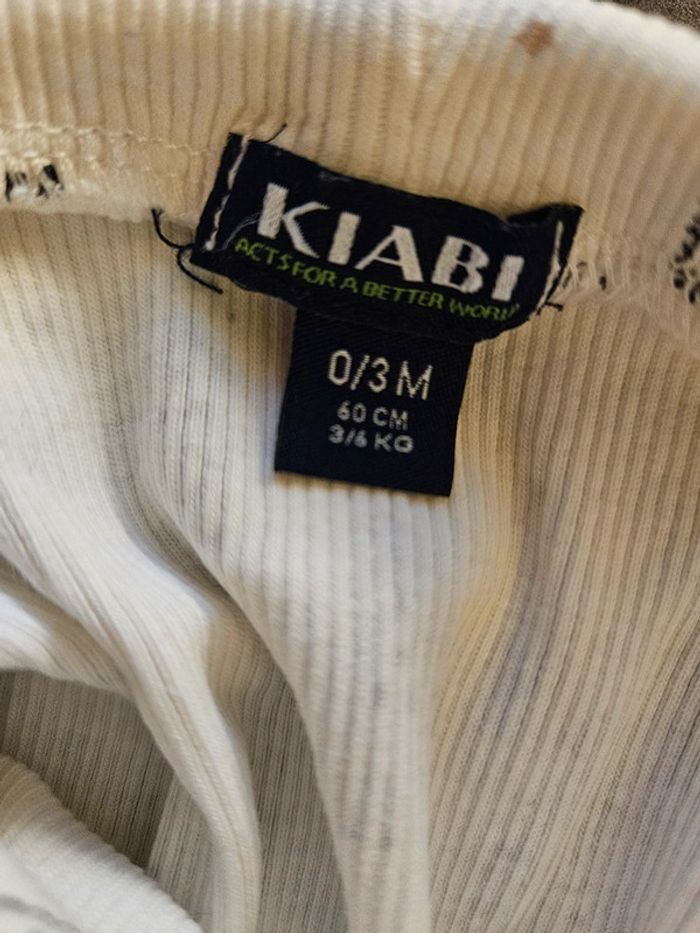 KIABI
ACTS FOR A BETTER WORLD
0/3 M
60 CM
3/6 KG